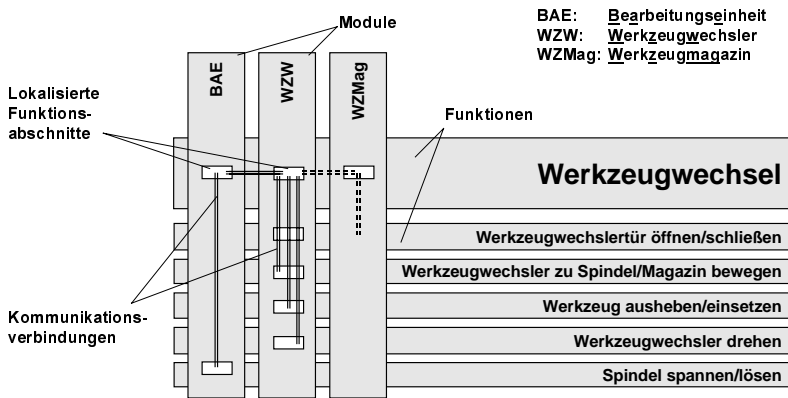 BAE: Bearbeitungseinheit
WZW: Werkzeugwechsler
WZMag: Werkzeugmagazin
Module
BAE
WZW
WZMag
Lokalisierte
Funktions-
abschnitte
Funktionen
Werkzeugwechsel
Werkzeugwechslertür öffnen/schließen
Werkzeugwechsler zu Spindel/Magazin bewegen
Werkzeug ausheben/einsetzen
Werkzeugwechsler drehen
Spindel spannen/lösen
Kommunikations-
verbindungen